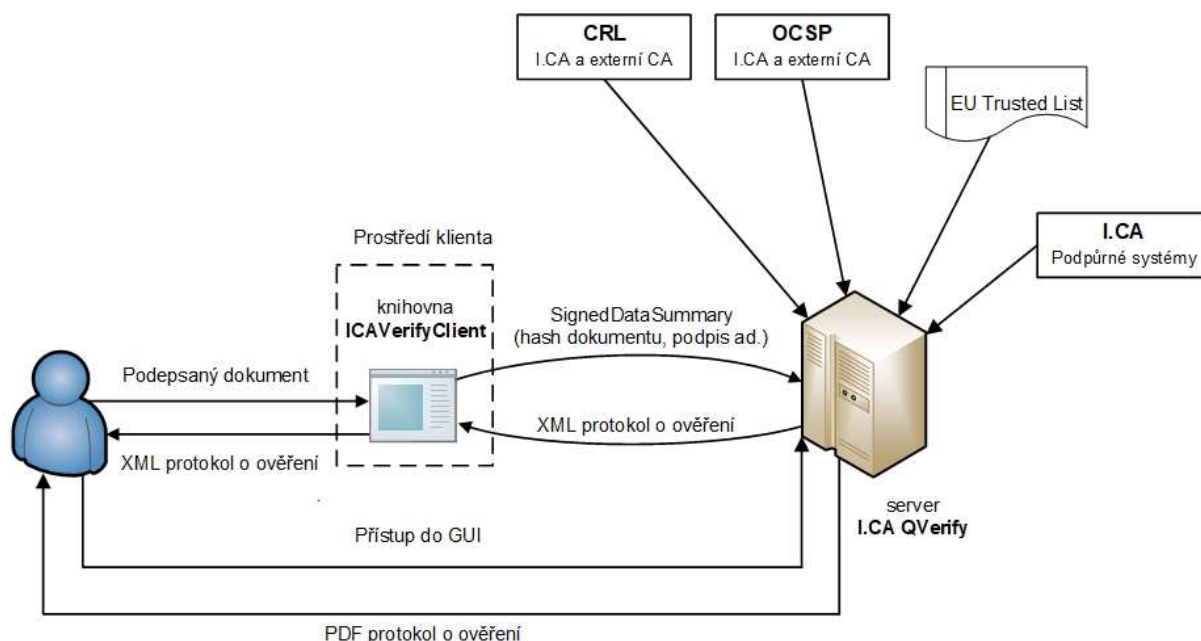 CRL
I.CA a externí CA
OCSP
I.CA a externí CA
EU Trusted List
I.CA
Podpůrné systémy
Prostředí klienta
knihovna
ICAVerifyClient
SignedDataSummary
(hash dokumentu, podpis ad.)
Podepsaný dokument
XML protokol o ověření
XML protokol o ověření
server
I.CA QVerify
Přístup do GUI
PDF protokol o ověření